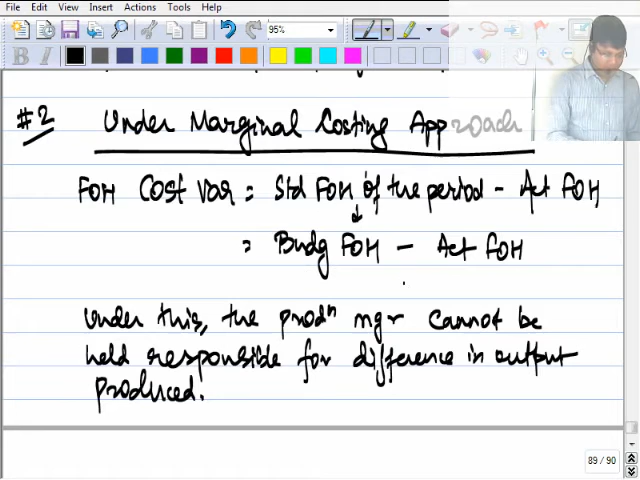 File Edit View Insert Actions Tools Help
95%
B I
#2 Under Marginal Costing Approach
FOH Cost Var = Std FOH of the period - Act FOH
= Budg FOH - Act FOH
Under this, the prodn mgr cannot be
held responsible for difference in output
produced.
89 / 90